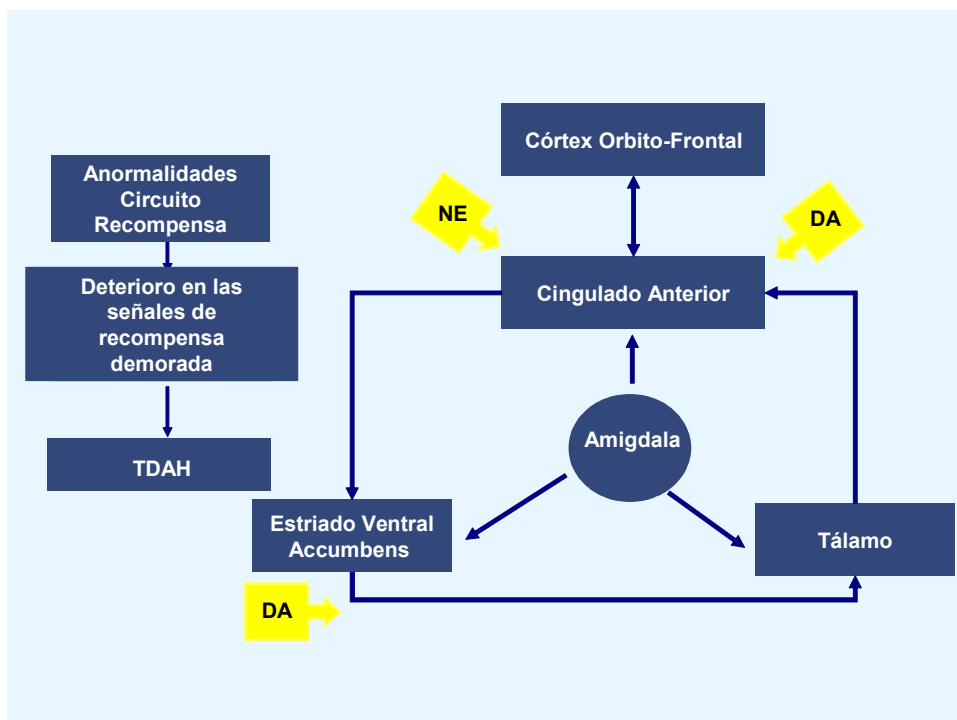 Anormalidades
Circuito
Recompensa
Deterioro en las
señales de
recompensa
demorada
TDAH
Córtex Orbito-Frontal
NE
DA
Cingulado Anterior
Amigdala
Estriado Ventral
Accumbens
Tálamo
DA